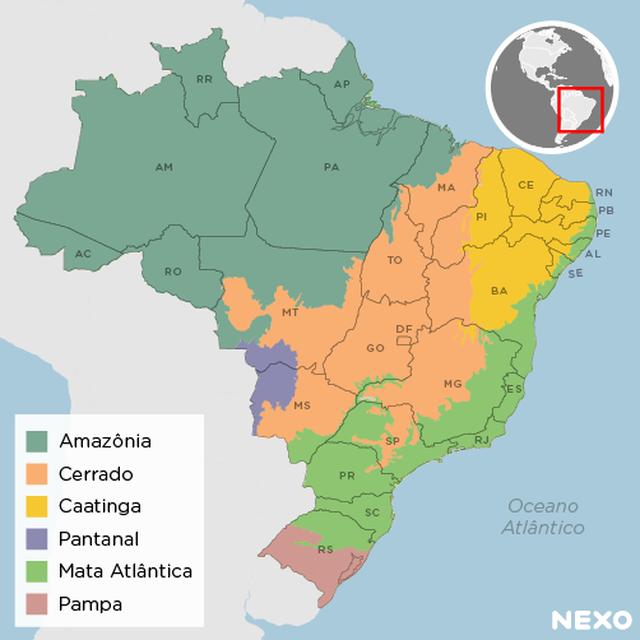 RR
AP
AM
PA
MA
CE
RN
PI
PB
PE
AC
TO
AL
RO
SE
BA
MT
DF
GO
MG
ES
MS
SP
RJ
PR
SC
RS
Amazônia
Cerrado
Caatinga
Pantanal
Mata Atlântica
Pampa
Oceano
Atlântico
NEXO